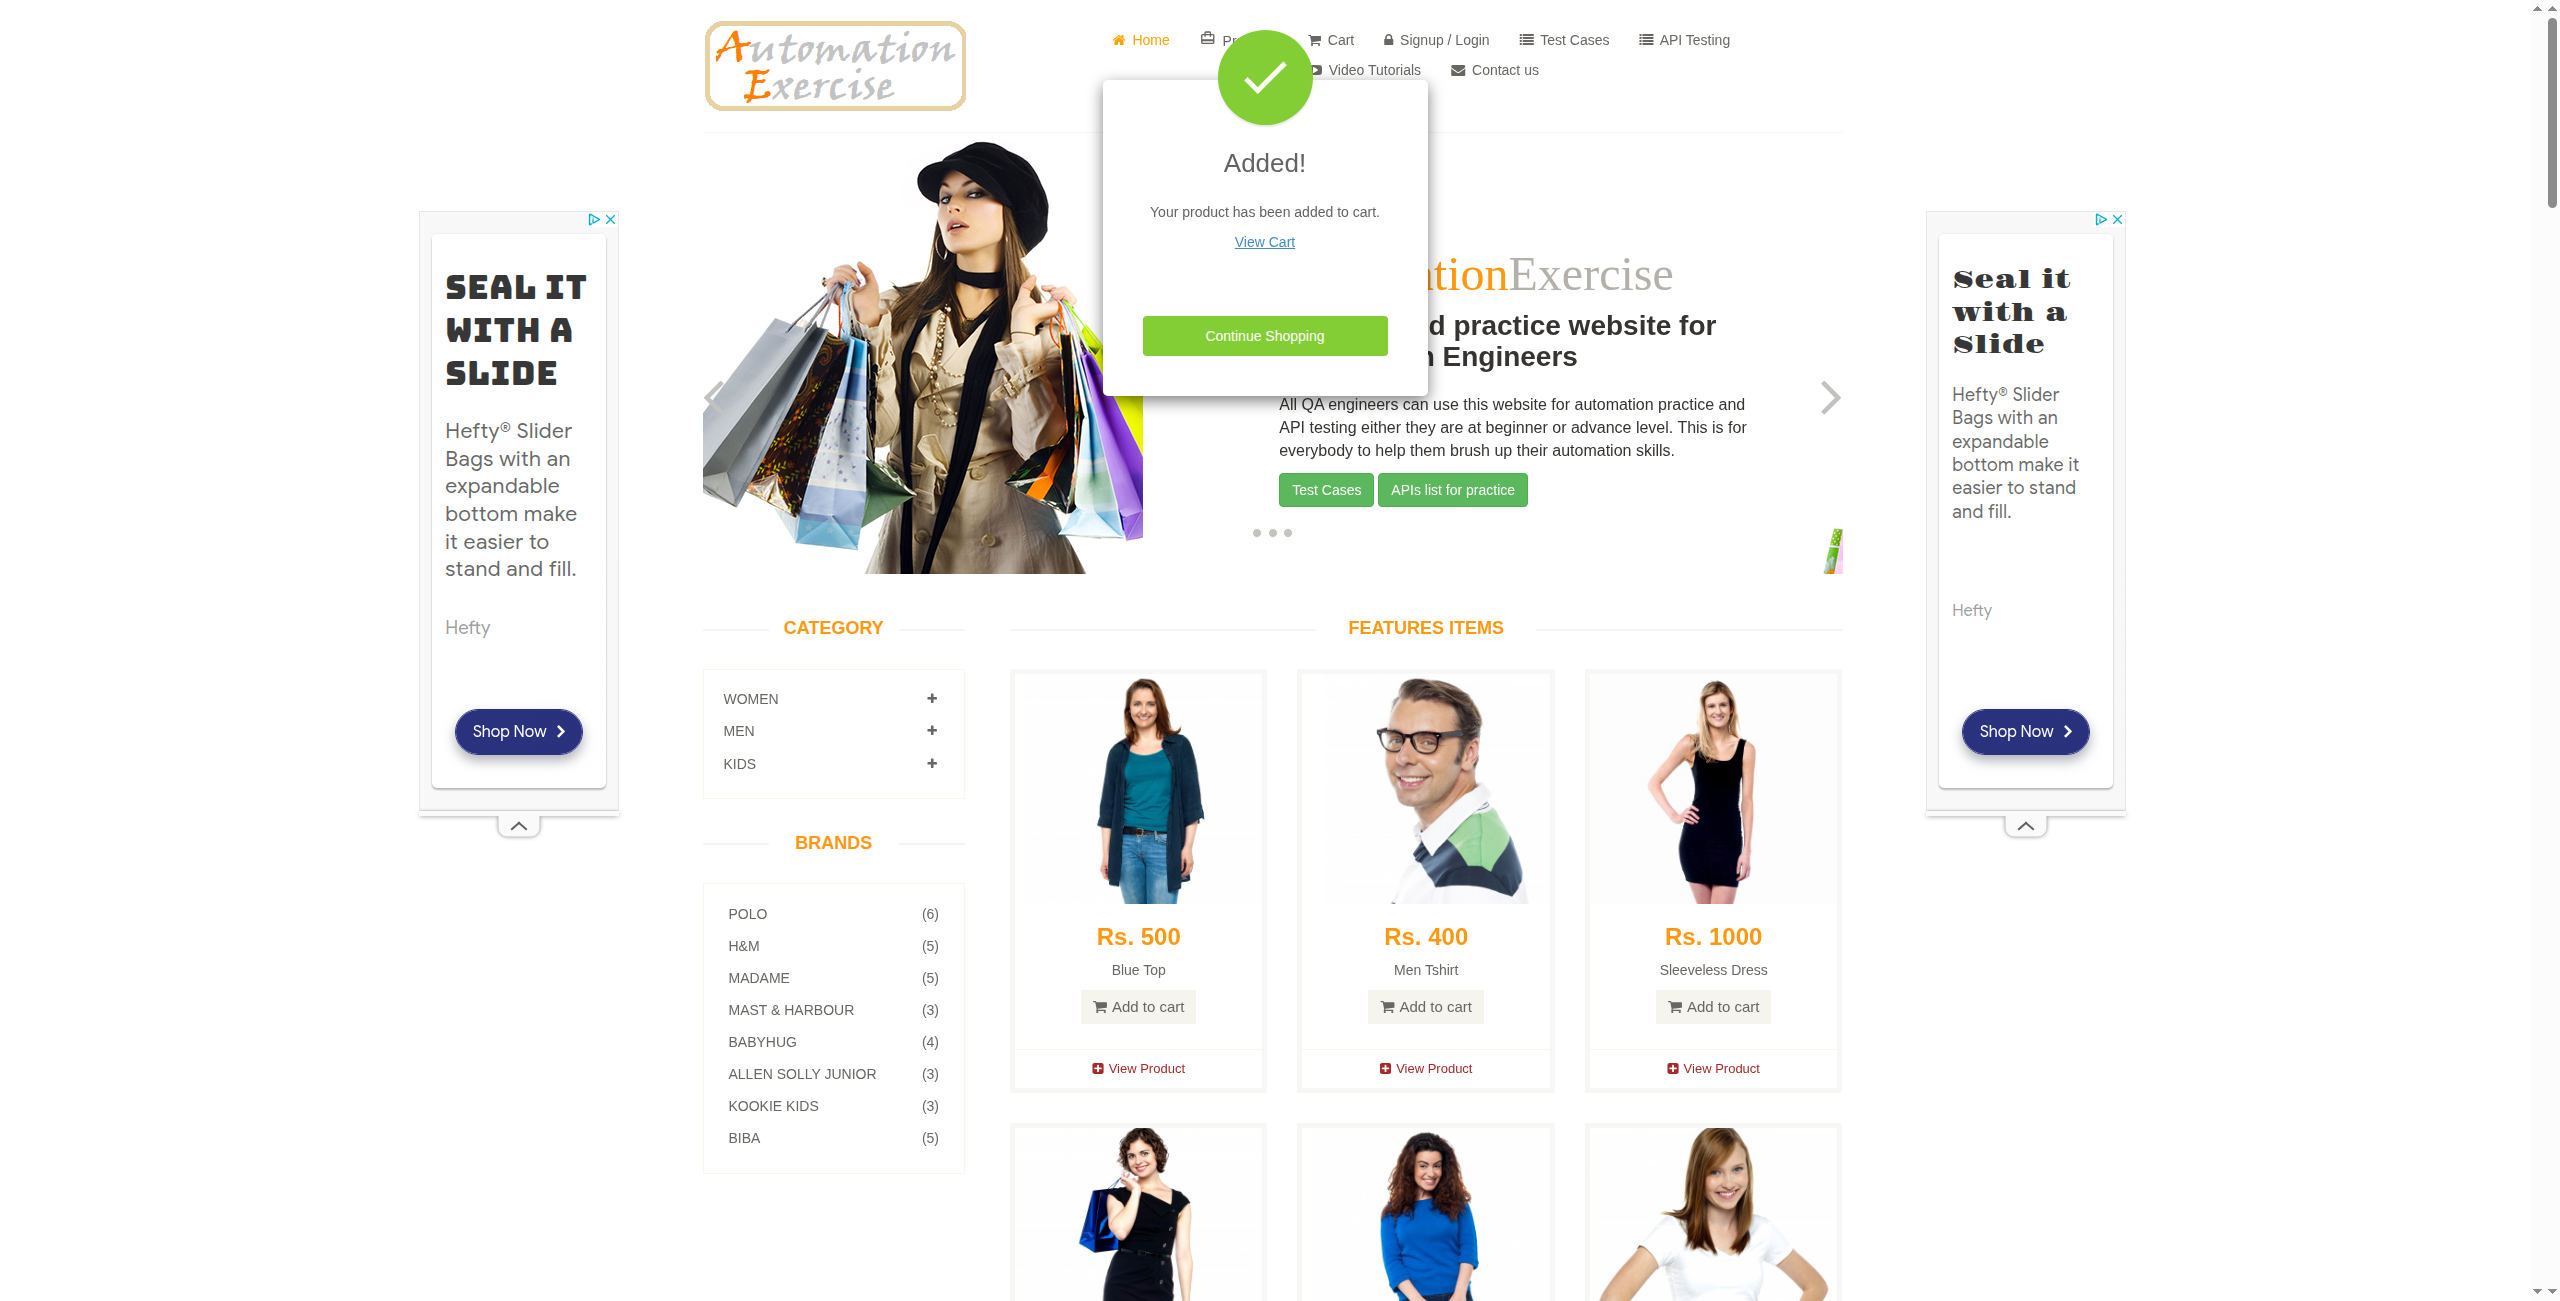 Automation
Exercise
Home
Cart
Signup / Login
Test Cases
API Testing
Video Tutorials
Contact us
Added!
Your product has been added to cart.
View Cart
Continue Shopping
tionExercise
d practice website for
Engineers
All QA engineers can use this website for automation practice and
API testing either they are at beginner or advance level. This is for
everybody to help them brush up their automation skills.
Test Cases
APIs list for practice
SEAL IT
WITH A
SLIDE
Hefty® Slider
Bags with an
expandable
bottom make
it easier to
stand and fill.
Hefty
Shop Now
CATEGORY
WOMEN
MEN
KIDS
BRANDS
POLO (6)
H&M (5)
MADAME (5)
MAST & HARBOUR (3)
BABYHUG (4)
ALLEN SOLLY JUNIOR (3)
KOOKIE KIDS (3)
BIBA (5)
FEATURES ITEMS
Rs. 500
Blue Top
Add to cart
View Product
Rs. 400
Men Tshirt
Add to cart
View Product
Rs. 1000
Sleeveless Dress
Add to cart
View Product
Seal it
with a
Slide
Hefty® Slider
Bags with an
expandable
bottom make it
easier to stand
and fill.
Hefty
Shop Now